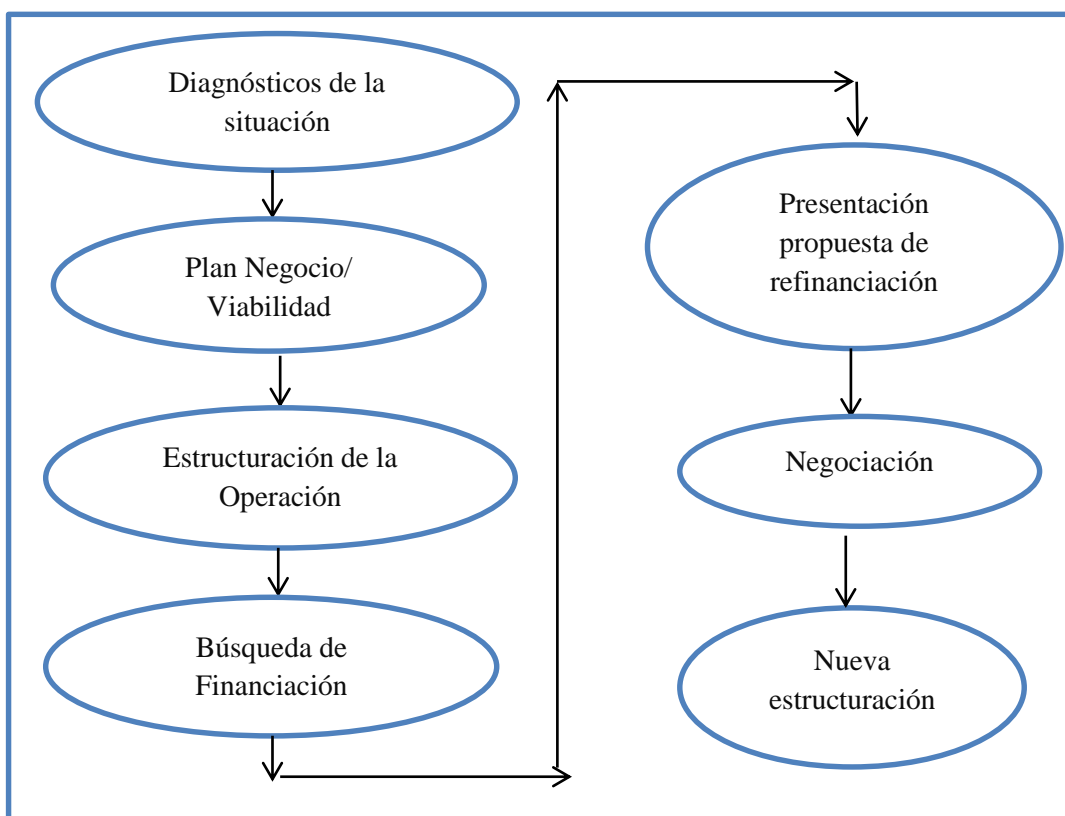 Diagnósticos de la
situación
Plan Negocio/
Viabilidad
Estructuración de la
Operación
Búsqueda de
Financiación
Presentación
propuesta de
refinanciación
Negociación
Nueva
estructuración